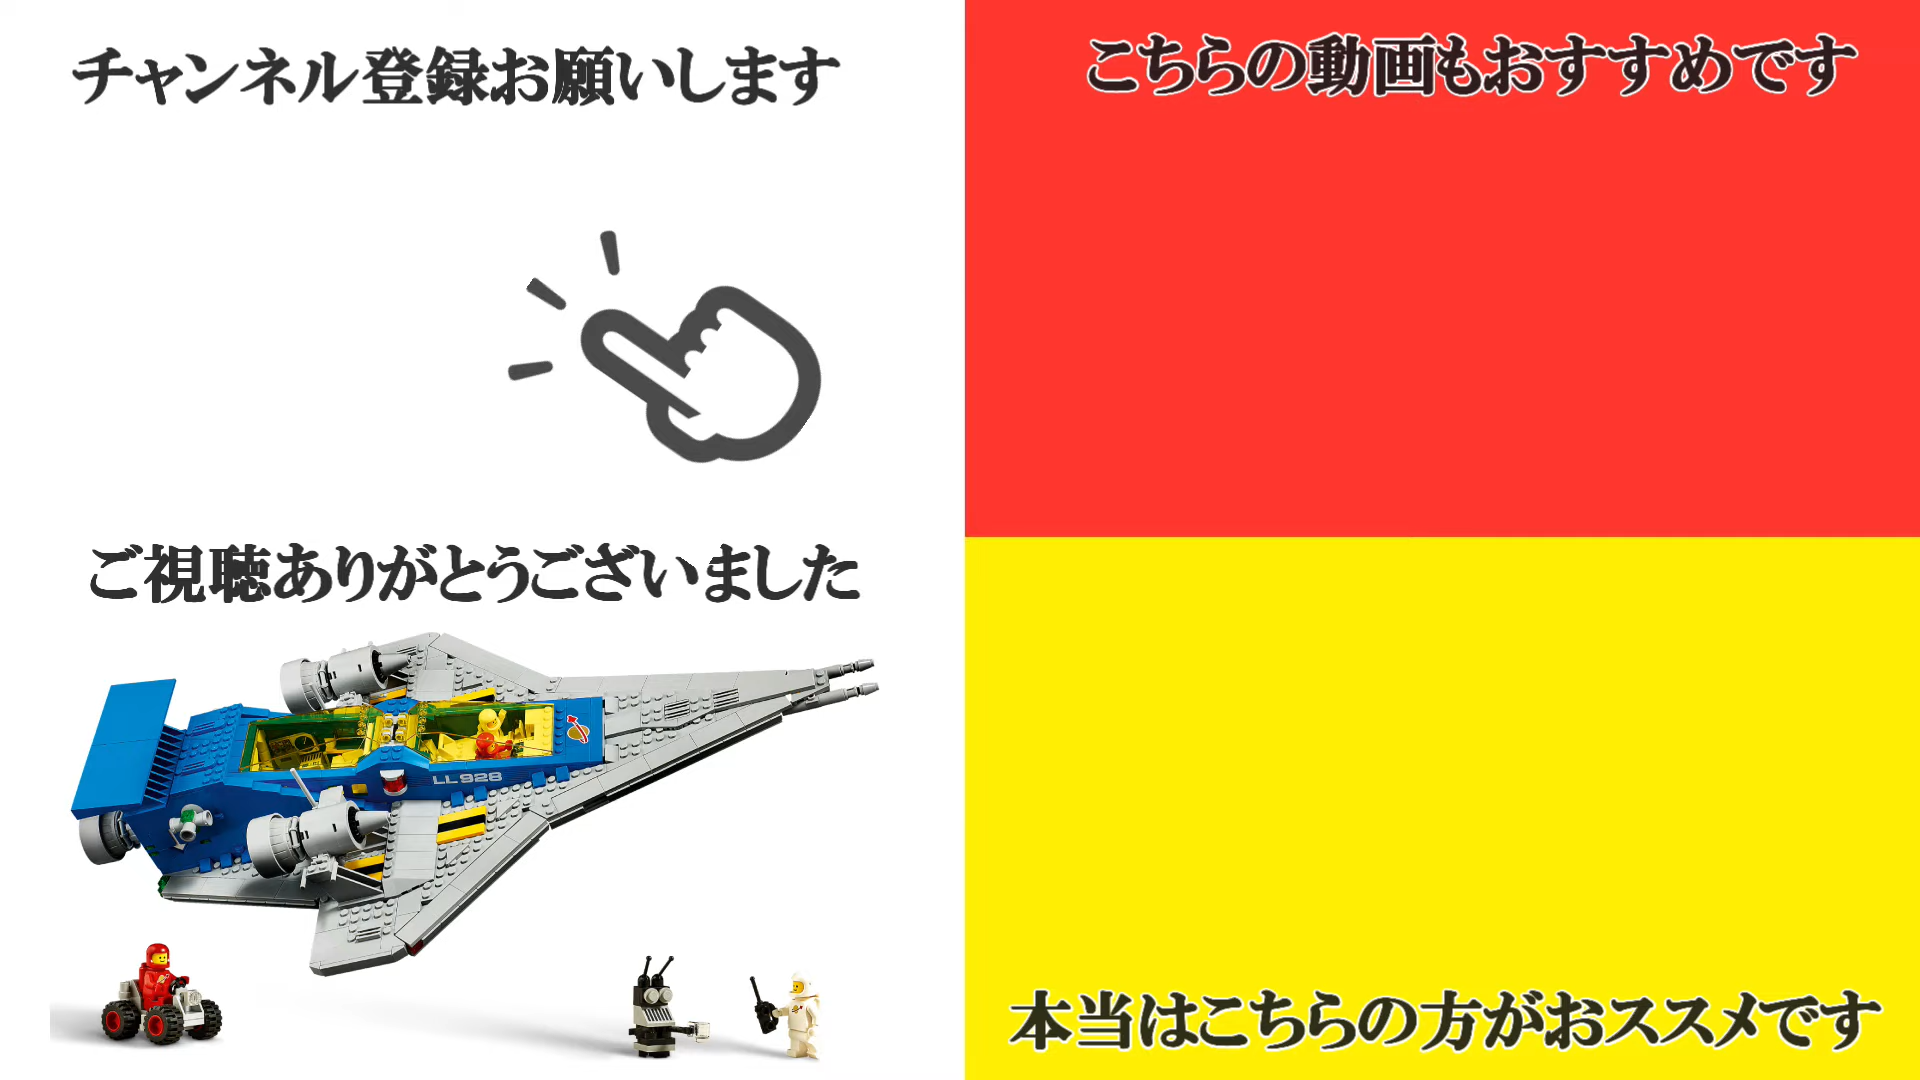 チャンネル登録お願いします
こちらの動画もおすすめです
ご視聴ありがとうございました
LL928
本当はこちらの方がおススメです